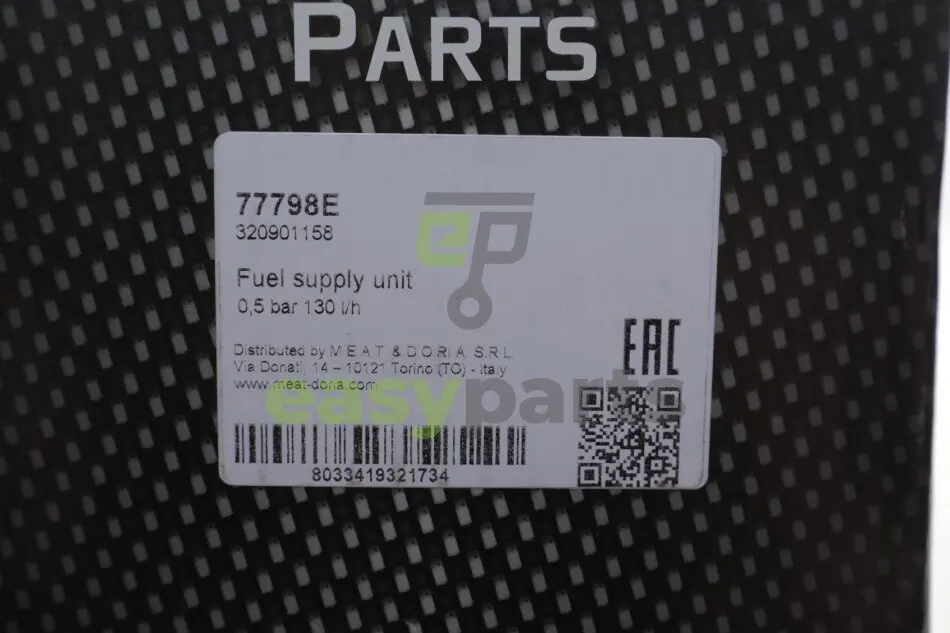 PARTS
77798E
320901158
ep
Fuel supply unit
0,5 bar 130 l/h
EAC
Distributed by M E A T & D O R I A S.R.L.
Via Donati, 14 – 10121 Torino (TO) - Italy
www.meat-doria.com
easyparts
8033419321734